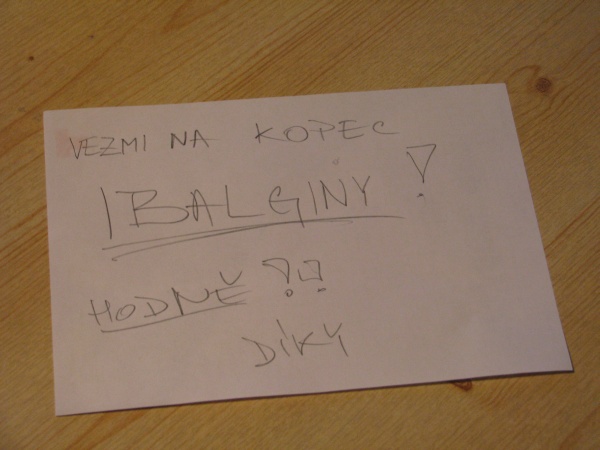 VEZMI NA KOPEC
IBALGINY!
HODNĚ!!
DÍKY